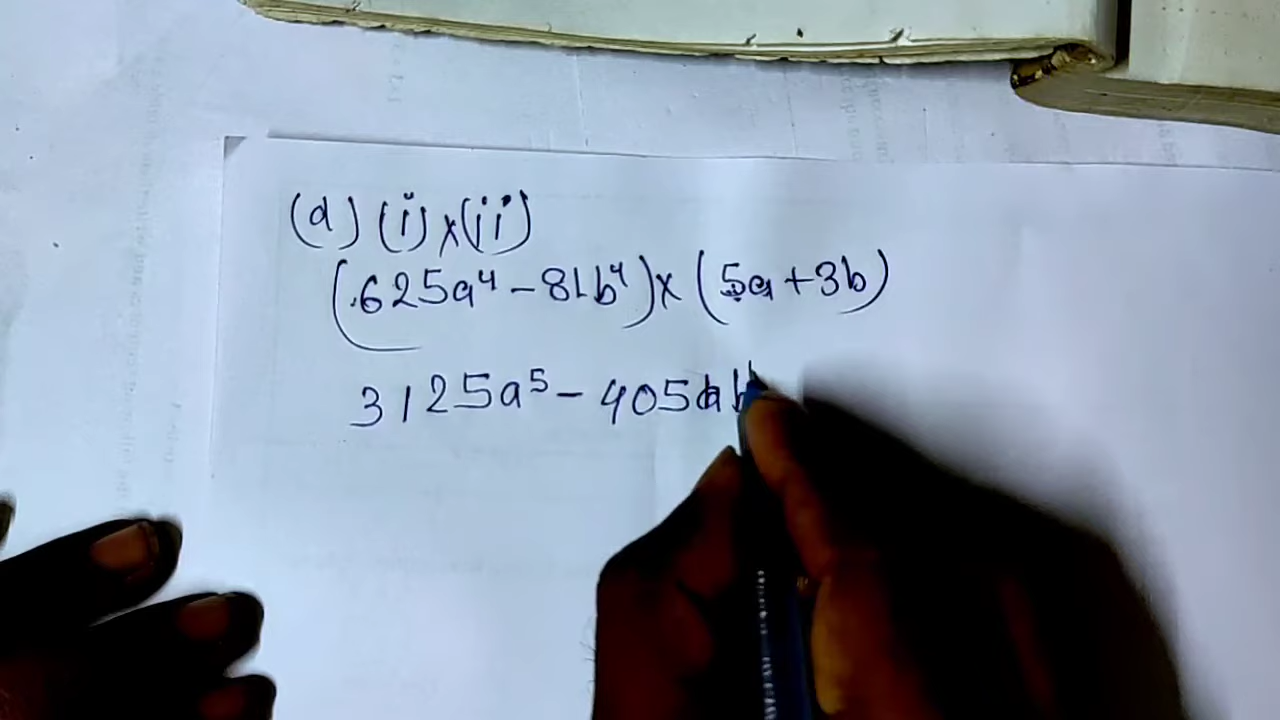 (d) (i) x (ii)
(625a⁴ - 81b⁴) x (5a + 3b)
3125a⁵ - 405ab